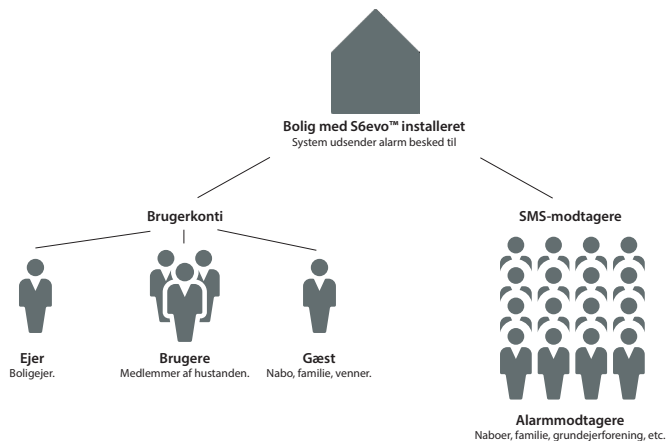 Bolig med S6evo™ installeret
System udsender alarm besked til
Brugerkonti
SMS-modtagere
Ejer
Boligejer.
Brugere
Medlemmer af hustanden.
Gæst
Nabo, familie, venner.
Alarmmodtagere
Naboer, familie, grundejerforening, etc.